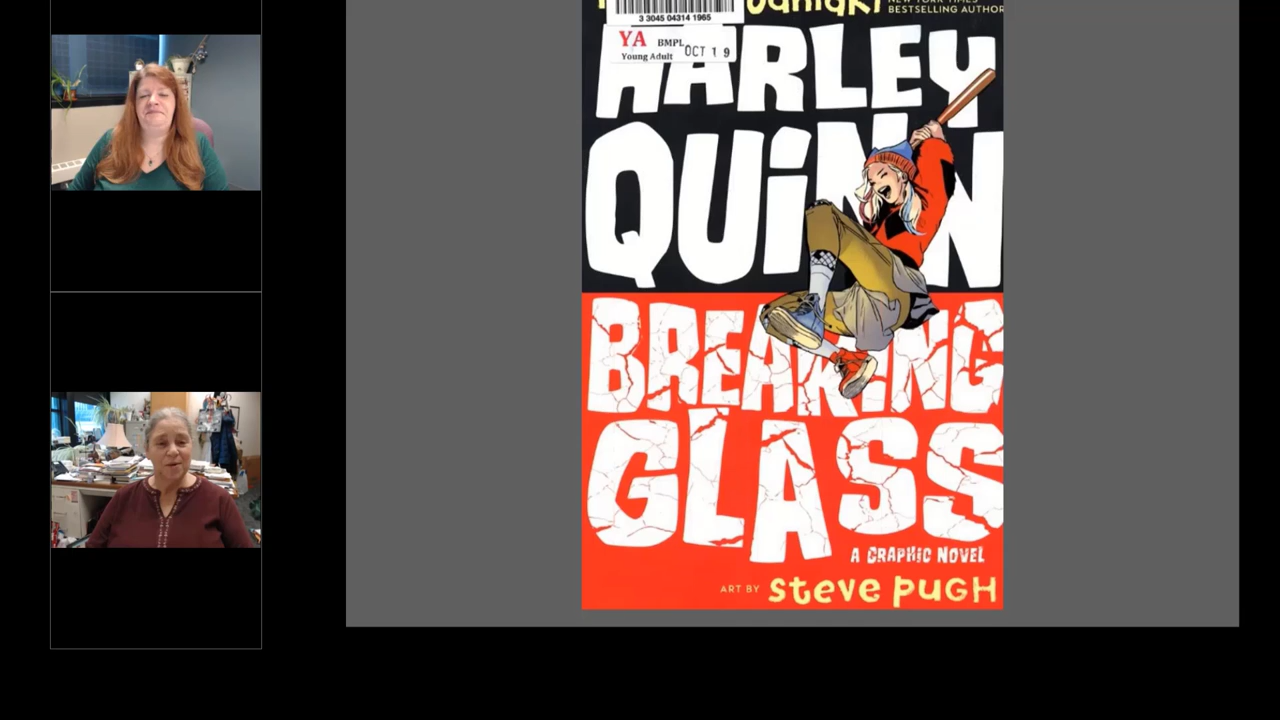 NEW YORK TIMES
BESTSELLING AUTHOR
3 3045 04314 1965
YA BMPL OCT 1 9
Young Adult
HARLEY
QUiNN
BREAKING
GLASS
A GRAPHIC NOVEL
ART BY steve pugh